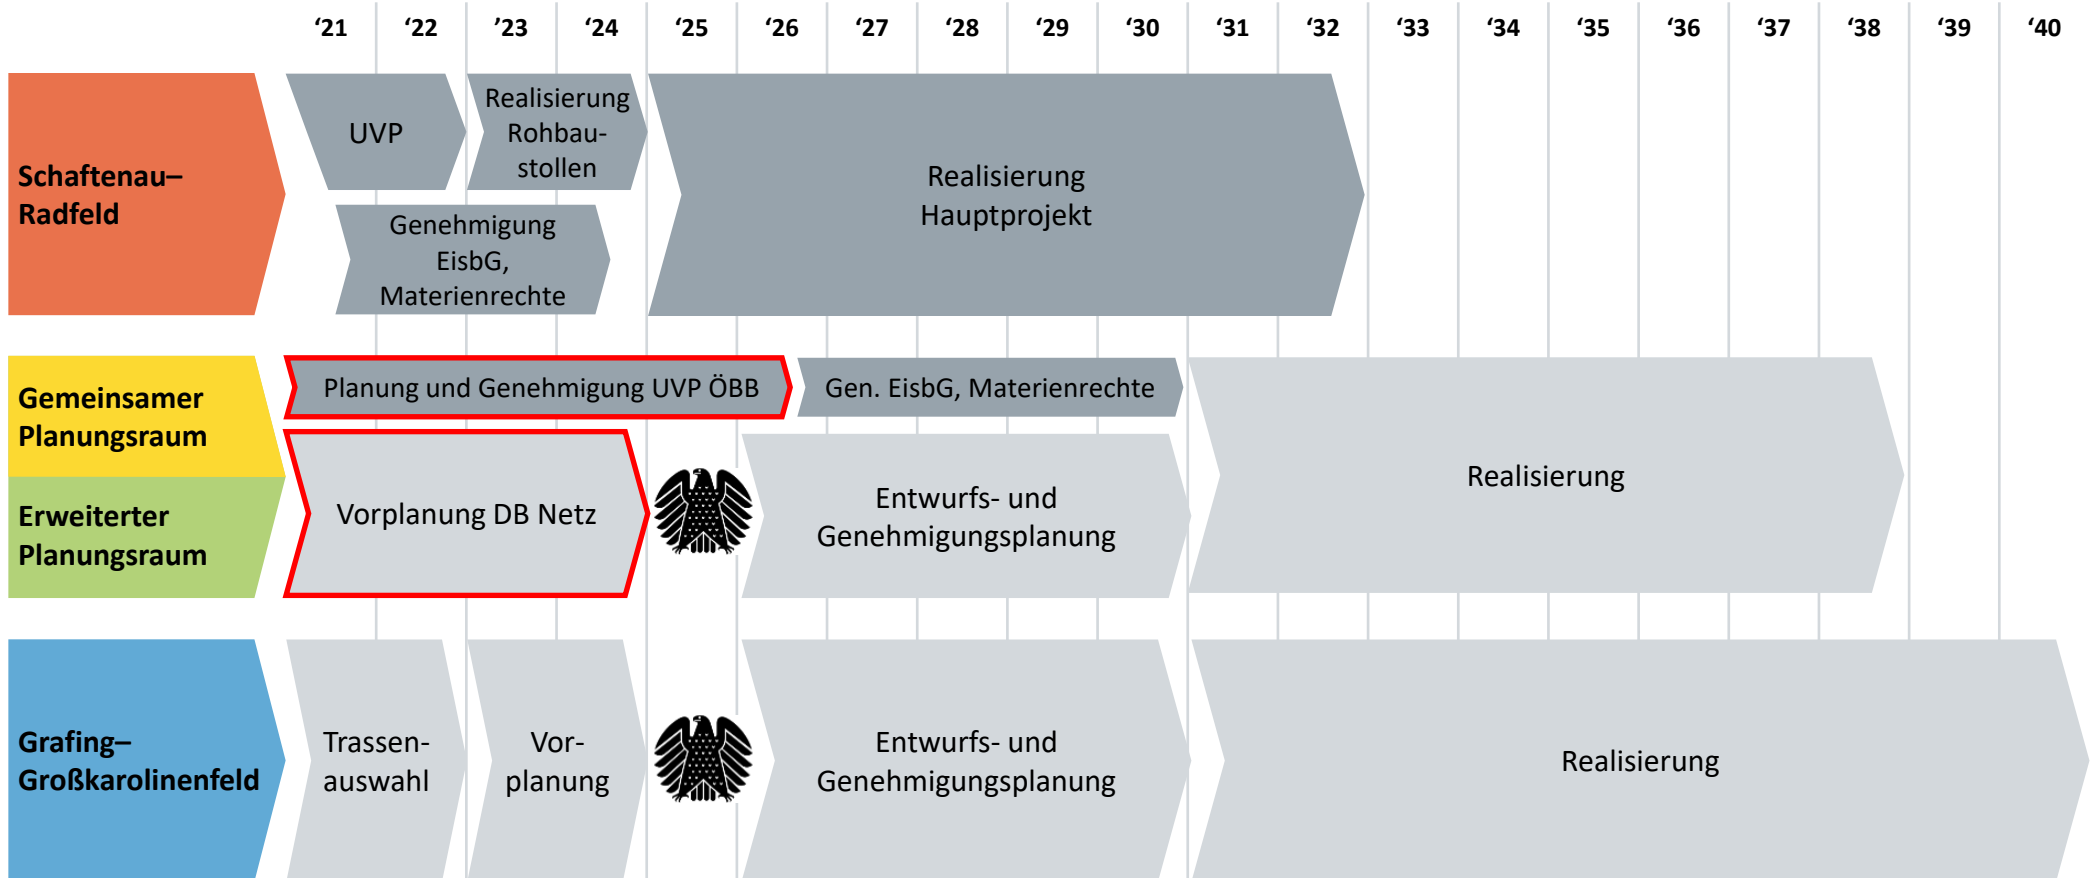 ‘21 ‘22 ’23 ‘24 ‘25 ‘26 ‘27 ‘28 ‘29 ‘30 ‘31 ‘32 ‘33 ‘34 ‘35 ‘36 ‘37 ‘38 ‘39 ‘40
Schaftenau–
Radfeld
UVP
Realisierung
Rohbau-
stollen
Genehmigung
EisbG,
Materienrechte
Realisierung
Hauptprojekt
Gemeinsamer
Planungsraum
Erweiterter
Planungsraum
Planung und Genehmigung UVP ÖBB
Gen. EisbG, Materienrechte
Vorplanung DB Netz
Entwurfs- und
Genehmigungsplanung
Realisierung
Grafing–
Großkarolinenfeld
Trassen-
auswahl
Vor-
planung
Entwurfs- und
Genehmigungsplanung
Realisierung